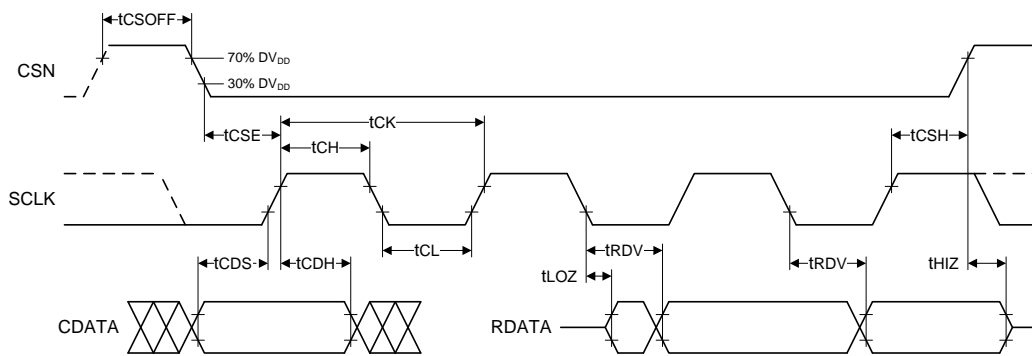 tCSOFF
CSN
70% DVDD
30% DVDD
tCSE
tCK
tCH
tCSH
SCLK
tCL
tCDS
tCDH
tRDV
tRDV
tLOZ
tHIZ
CDATA
RDATA